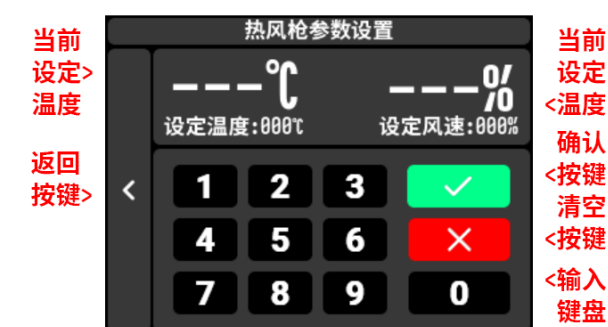 热风枪参数设置
当前
设定>
温度
返回
按键>
---℃
---%
设定温度:000℃
设定风速:000%
<
1 2 3 ✓
4 5 6 ×
7 8 9 0
当前
设定
<温度
确认
<按键
清空
<按键
<输入
键盘